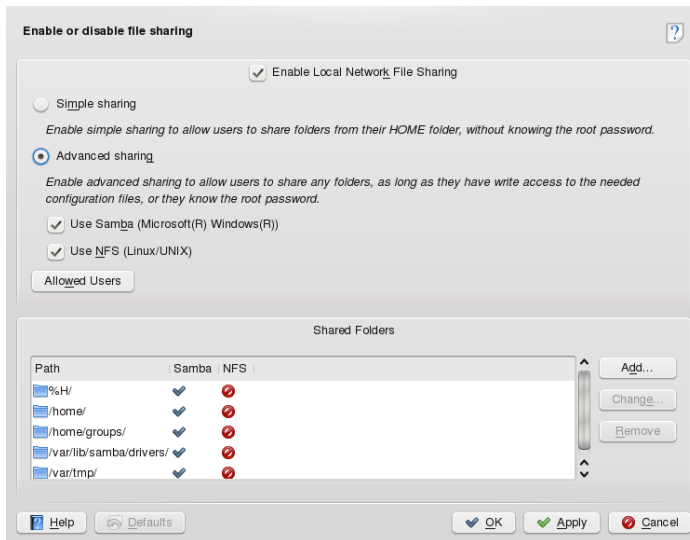 Enable or disable file sharing
Enable Local Network File Sharing
Simple sharing
Enable simple sharing to allow users to share folders from their HOME folder, without knowing the root password.
Advanced sharing
Enable advanced sharing to allow users to share any folders, as long as they have write access to the needed
configuration files, or they know the root password.
Use Samba (Microsoft(R) Windows(R))
Use NFS (Linux/UNIX)
Allowed Users
Shared Folders
Path Samba NFS
%H/
/home/
/home/groups/
/var/lib/samba/drivers/
/var/tmp/
Add...
Change...
Remove
Help Defaults OK Apply Cancel